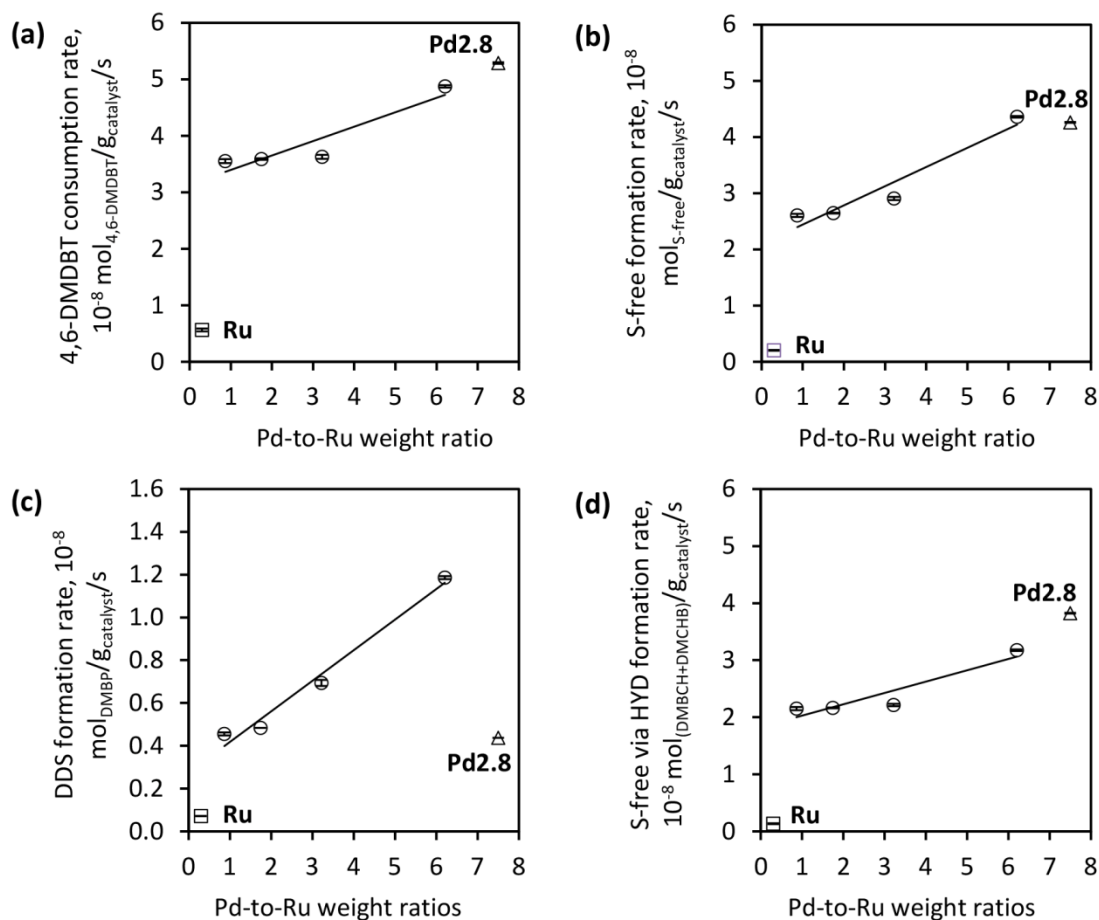 (a)
4,6-DMDBT consumption rate,
10⁻⁸ mol₄,₆₋DMDBT/gcatalyst/s
6
5
4
3
2
1
0
Pd2.8
Ru
0 1 2 3 4 5 6 7 8
Pd-to-Ru weight ratio
(b)
S-free formation rate, 10⁻⁸
molS-free/gcatalyst/s
6
5
4
3
2
1
0
Pd2.8
Ru
0 1 2 3 4 5 6 7 8
Pd-to-Ru weight ratio
(c)
DDS formation rate, 10⁻⁸
molDMBP/gcatalyst/s
1.6
1.4
1.2
1.0
0.8
0.6
0.4
0.2
0.0
Pd2.8
Ru
0 1 2 3 4 5 6 7 8
Pd-to-Ru weight ratios
(d)
S-free via HYD formation rate,
10⁻⁸ mol(DMBCH+DMCHB)/gcatalyst/s
6
5
4
3
2
1
0
Pd2.8
Ru
0 1 2 3 4 5 6 7 8
Pd-to-Ru weight ratios